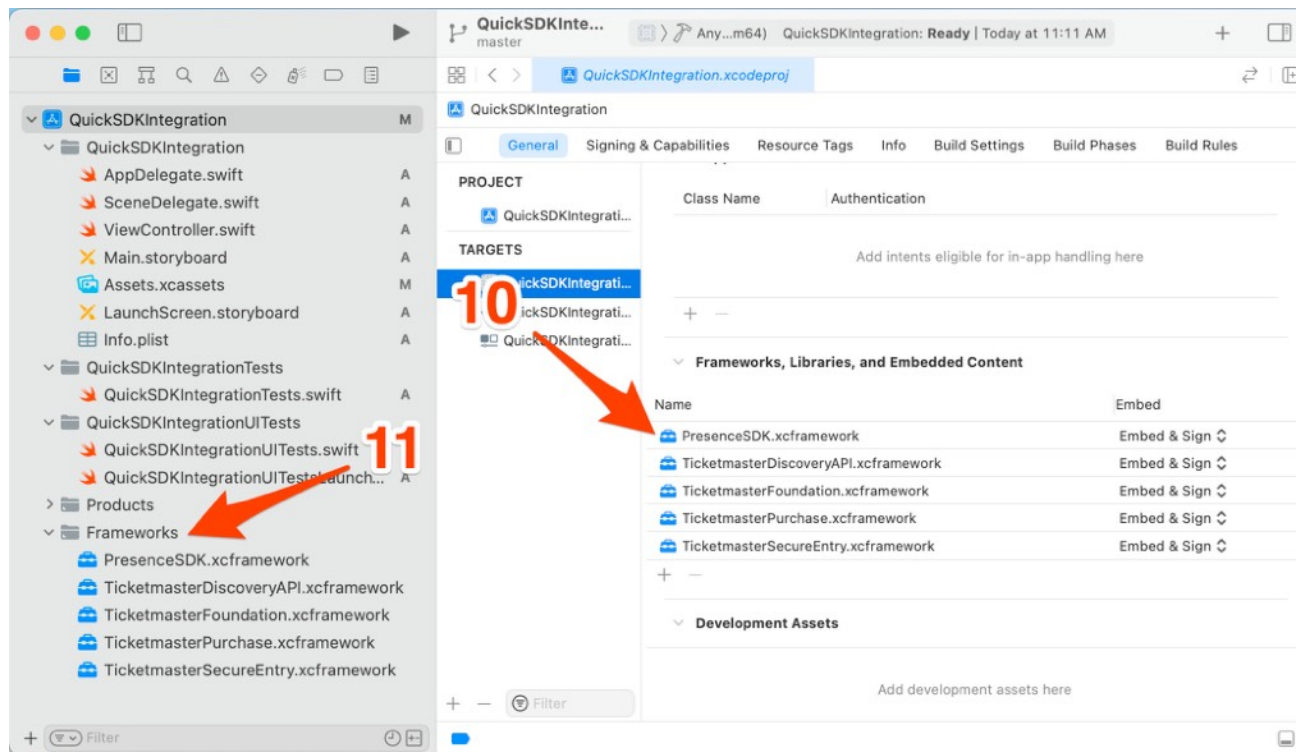 QuickSDKInte...
master
Any...m64) QuickSDKIntegration: Ready | Today at 11:11 AM
QuickSDKIntegration.xcodeproj
QuickSDKIntegration M
QuickSDKIntegration
AppDelegate.swift A
SceneDelegate.swift A
ViewController.swift A
Main.storyboard A
Assets.xcassets M
LaunchScreen.storyboard A
Info.plist A
QuickSDKIntegrationTests
QuickSDKIntegrationTests.swift A
QuickSDKIntegrationUITests
QuickSDKIntegrationUITests.swift
11
A
Products
Frameworks
PresenceSDK.xcframework
TicketmasterDiscoveryAPI.xcframework
TicketmasterFoundation.xcframework
TicketmasterPurchase.xcframework
TicketmasterSecureEntry.xcframework
Filter
QuickSDKIntegration
General Signing & Capabilities Resource Tags Info Build Settings Build Phases Build Rules
PROJECT
QuickSDKIntegrati...
TARGETS
10
QuickSDKIntegrati...
Filter
Class Name Authentication
Add intents eligible for in-app handling here
Frameworks, Libraries, and Embedded Content
Name Embed
PresenceSDK.xcframework Embed & Sign
TicketmasterDiscoveryAPI.xcframework Embed & Sign
TicketmasterFoundation.xcframework Embed & Sign
TicketmasterPurchase.xcframework Embed & Sign
TicketmasterSecureEntry.xcframework Embed & Sign
Development Assets
Add development assets here